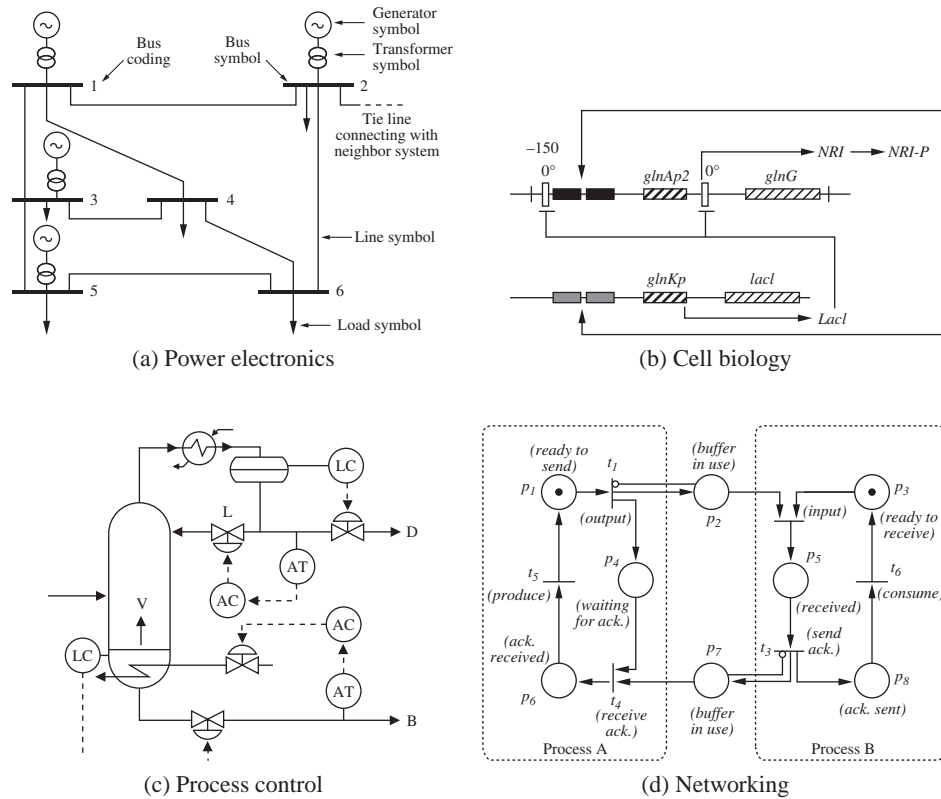 Generator
symbol
Bus
coding
Bus
symbol
Transformer
symbol
1
2
Tie line
connecting with
neighbor system
3
4
Line symbol
5
6
Load symbol
(a) Power electronics
–150
0°
0°
NRI
NRI-P
glnAp2
glnG
glnKp
lacI
LacI
(b) Cell biology
LC
L
D
AT
AC
V
AC
LC
AT
B
(c) Process control
(ready to
send)
t1
(buffer
in use)
p1
p2
p3
(output)
(input)
(ready to
receive)
p4
p5
t5
t6
(produce)
(waiting
for ack.)
(received)
(consume)
(ack.
received)
p7
t3
(send
ack.)
p6
t4
p8
(receive
ack.)
(buffer
in use)
(ack. sent)
Process A
Process B
(d) Networking